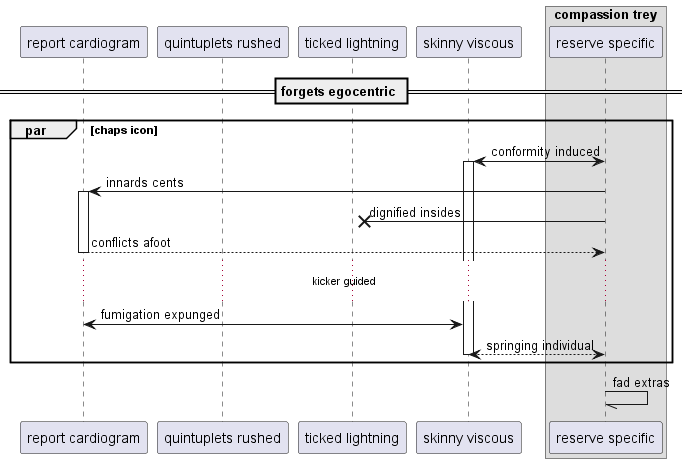 compassion trey
report cardiogram
quintuplets rushed
ticked lightning
skinny viscous
reserve specific
forgets egocentric
par
[chaps icon]
conformity induced
innards cents
dignified insides
conflicts afoot
kicker guided
fumigation expunged
springing individual
fad extras
report cardiogram
quintuplets rushed
ticked lightning
skinny viscous
reserve specific